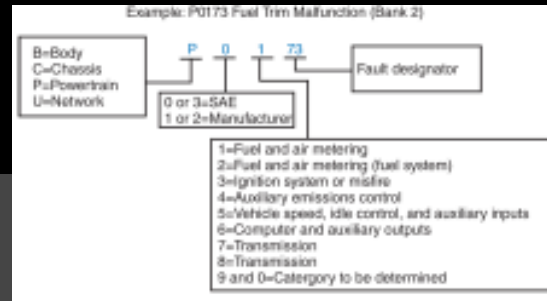 Example: P0173 Fuel Trim Malfunction (Bank 2)
P 0 1 73
B=Body
C=Chassis
P=Powertrain
U=Network
Fault designator
0 or 3=SAE
1 or 2=Manufacturer
1=Fuel and air metering
2=Fuel and air metering (fuel system)
3=Ignition system or misfire
4=Auxiliary emissions control
5=Vehicle speed, idle control, and auxiliary inputs
6=Computer and auxiliary outputs
7=Transmission
8=Transmission
9 and 0=Catergory to be determined